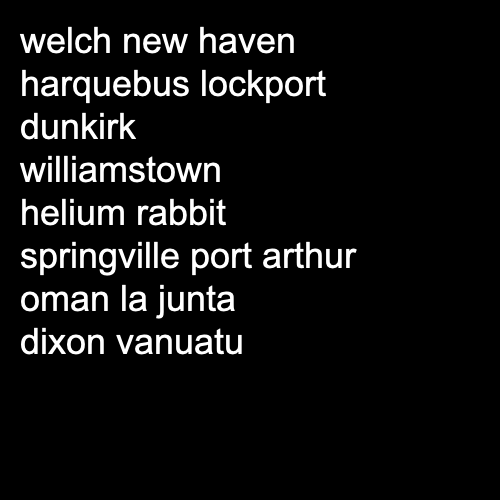 welch new haven
harquebus lockport
dunkirk
williamstown
helium rabbit
springville port arthur
oman la junta
dixon vanuatu